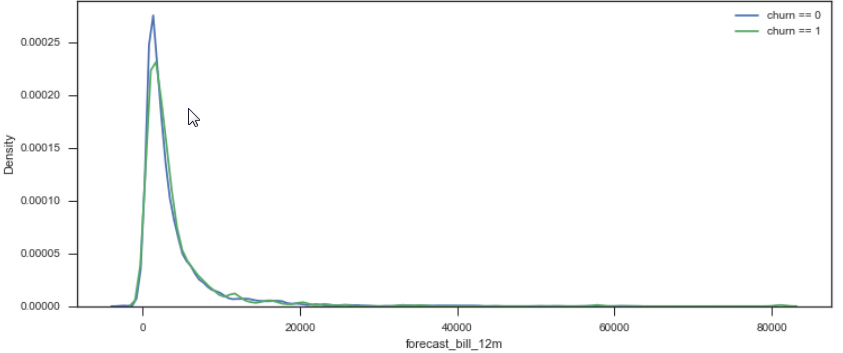 churn == 0
churn == 1
0.00025
0.00020
0.00015
0.00010
0.00005
0.00000
Density
0 20000 40000 60000 80000
forecast_bill_12m